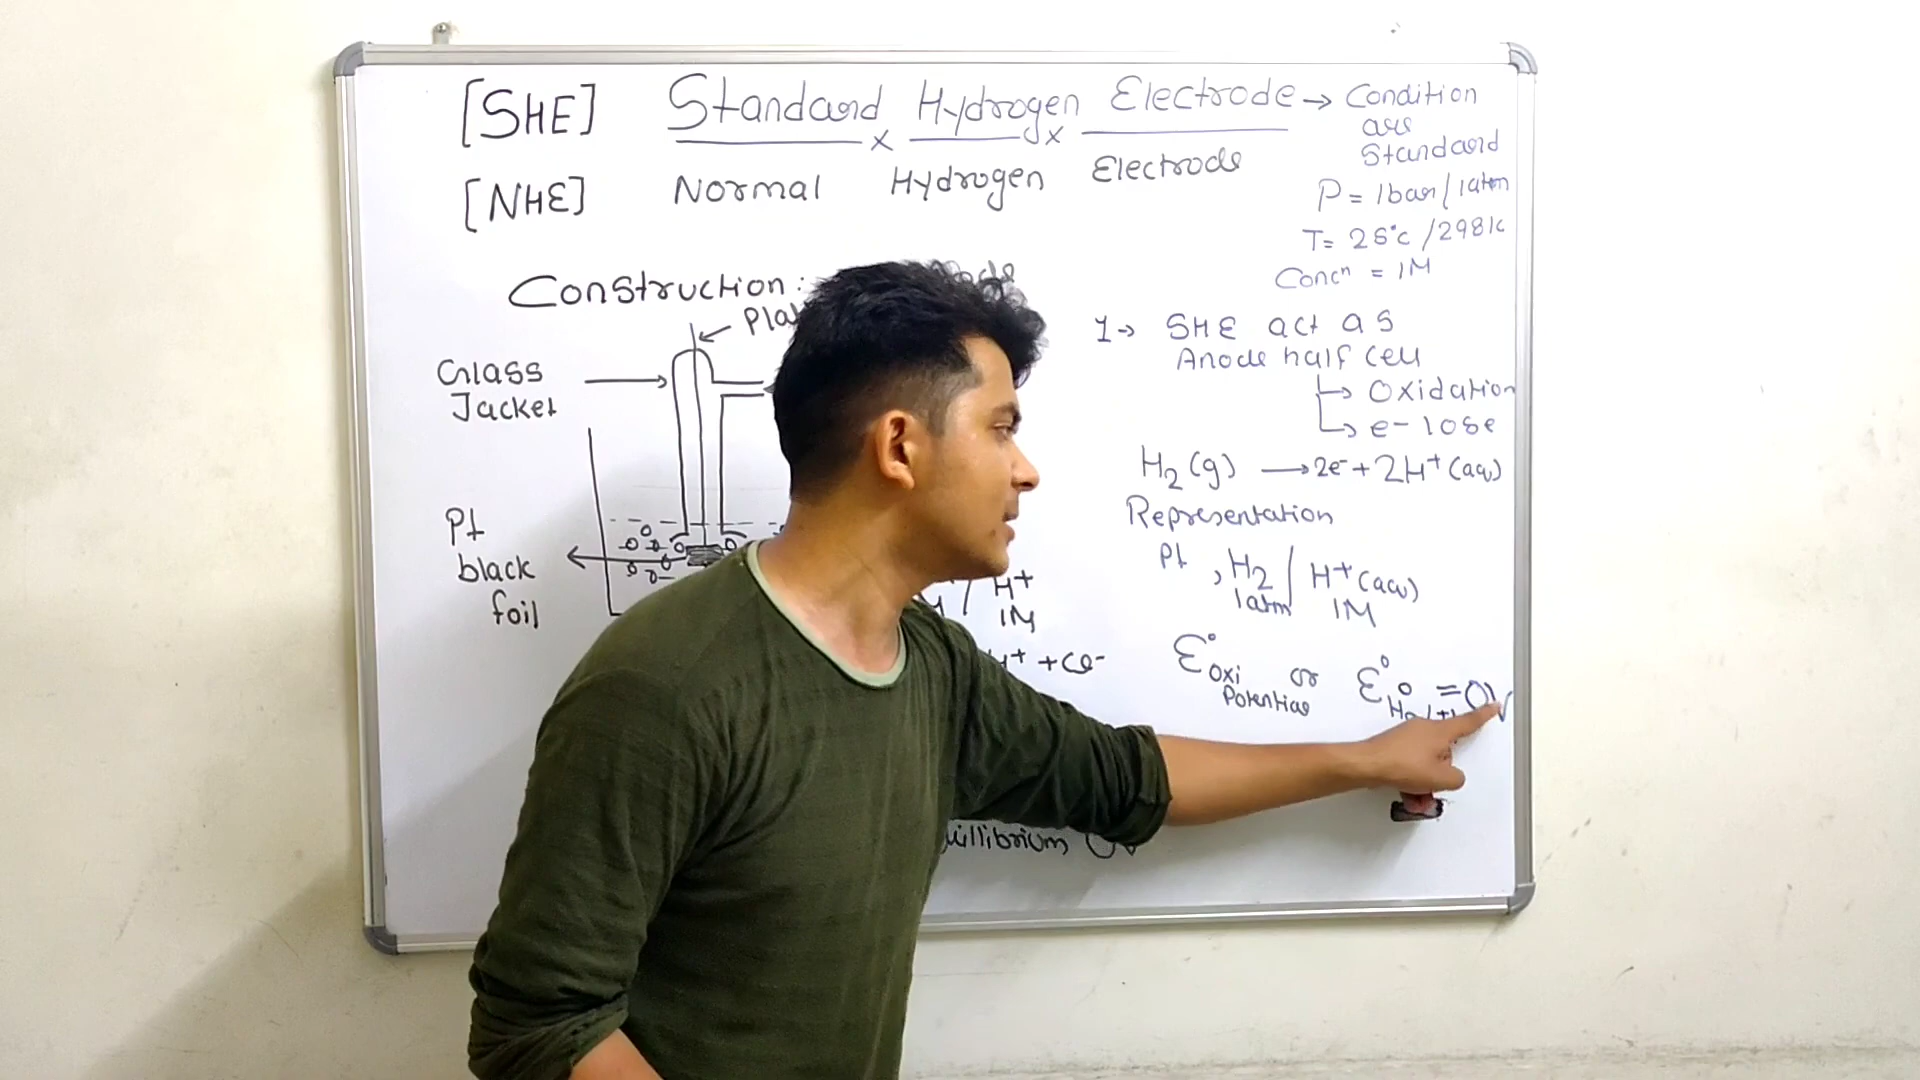 [SHE] Standard Hydrogen Electrode → Condition
are
Standard
[NHE] Normal Hydrogen Electrode
P = 1bar/1atm
T= 25°c /298k
Concⁿ = 1M
Construction:
Glass
Jacket
Pt
black
foil
H+
1M
H+ + Cl-
1→ SHE act as
Anode half cell
↳ Oxidation
↳ e- lose
H2(g) → 2e- + 2H+ (aq)
Representation
Pt , H2 / H+ (aq)
1atm 1M
E° oxi or E° = 0V
Potential
0V